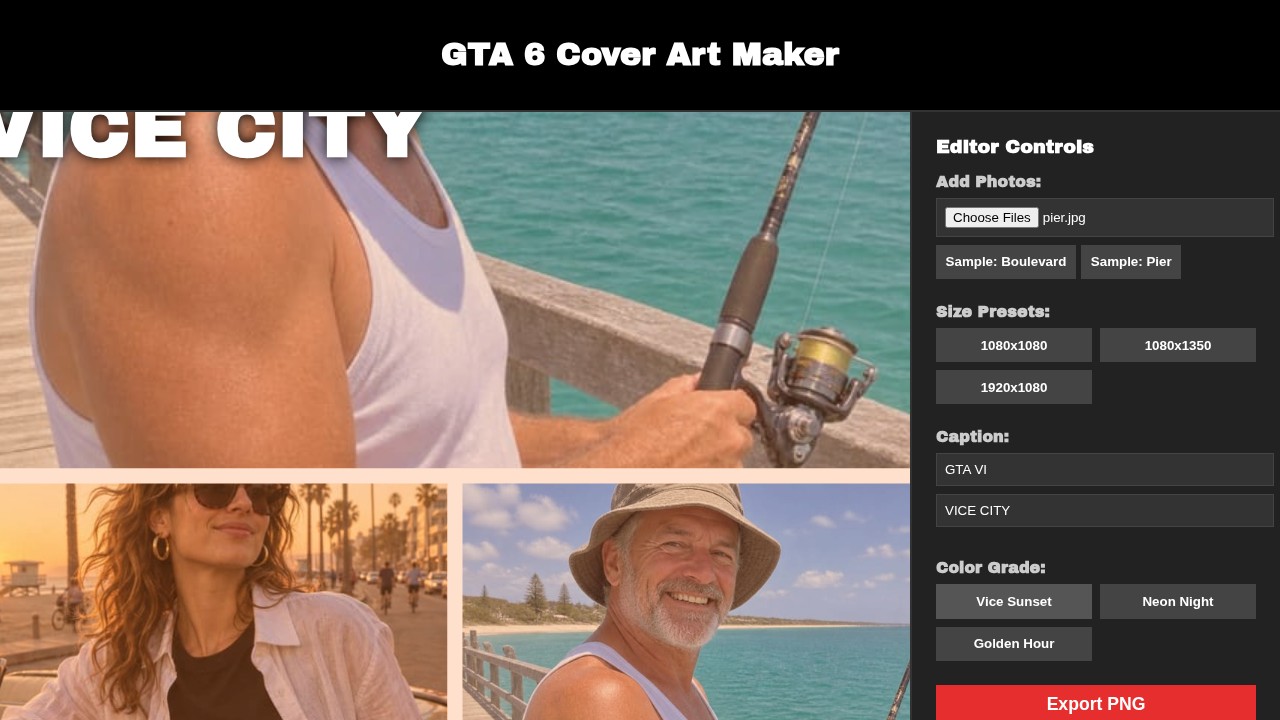 GTA 6 Cover Art Maker
VICE CITY
Editor Controls
Add Photos:
Choose Files pier.jpg
Sample: Boulevard Sample: Pier
Size Presets:
1080x1080 1080x1350
1920x1080
Caption:
GTA VI
VICE CITY
Color Grade:
Vice Sunset Neon Night
Golden Hour
Export PNG